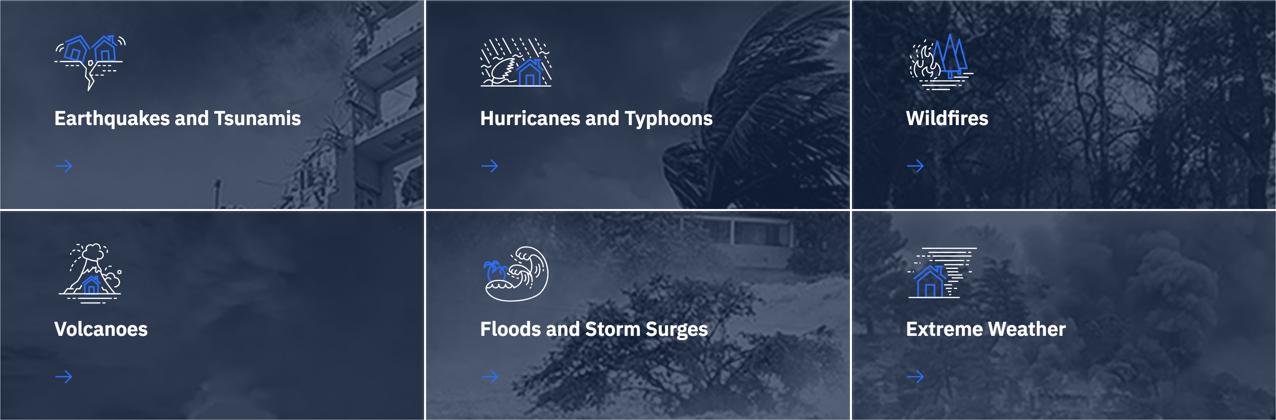 Earthquakes and Tsunamis
Hurricanes and Typhoons
Wildfires
Volcanoes
Floods and Storm Surges
Extreme Weather